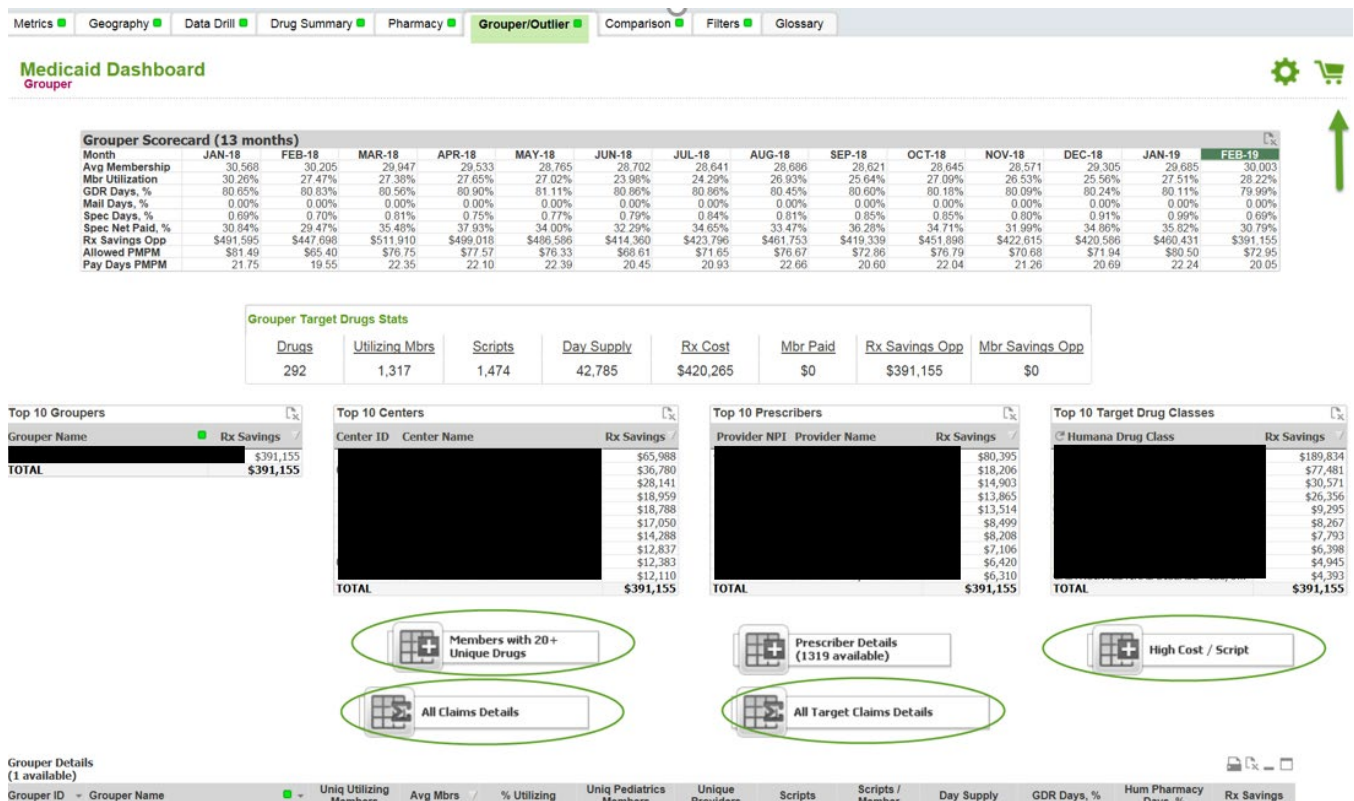 Metrics Geography Data Drill Drug Summary Pharmacy Grouper/Outlier Comparison Filters Glossary
Medicaid Dashboard
Grouper
Grouper Scorecard (13 months)
Month JAN-18 FEB-18 MAR-18 APR-18 MAY-18 JUN-18 JUL-18 AUG-18 SEP-18 OCT-18 NOV-18 DEC-18 JAN-19 FEB-19
Avg Membership 30,568 30,205 29,947 29,533 28,765 28,702 28,641 28,686 28,621 28,645 28,571 29,305 29,685 30,003
Mbr Utilization 30.26% 27.47% 27.38% 27.65% 27.02% 23.98% 24.29% 26.93% 25.64% 27.09% 26.53% 25.56% 27.51% 28.22%
GDR Days, % 80.65% 80.83% 80.56% 80.90% 81.11% 80.86% 80.86% 80.45% 80.60% 80.18% 80.09% 80.24% 80.11% 79.99%
Mail Days, % 0.00% 0.00% 0.00% 0.00% 0.00% 0.00% 0.00% 0.00% 0.00% 0.00% 0.00% 0.00% 0.00% 0.00%
Spec Days, % 0.69% 0.70% 0.81% 0.75% 0.77% 0.79% 0.84% 0.81% 0.85% 0.85% 0.80% 0.91% 0.99% 0.69%
Spec Net Paid, % 30.84% 29.47% 35.48% 37.93% 34.00% 32.29% 34.65% 33.47% 36.28% 34.71% 31.99% 34.86% 35.82% 30.79%
Rx Savings Opp $491,595 $447,698 $511,910 $499,018 $486,586 $414,360 $423,796 $461,753 $419,339 $451,898 $422,615 $420,586 $460,431 $391,155
Allowed PMPM $81.49 $65.40 $76.75 $77.57 $76.33 $68.61 $71.65 $76.67 $72.86 $76.79 $70.68 $71.94 $80.50 $72.95
Pay Days PMPM 21.75 19.55 22.35 22.10 22.39 20.45 20.93 22.66 20.60 22.04 21.26 20.69 22.24 20.05
Grouper Target Drugs Stats
Drugs Utilizing Mbrs Scripts Day Supply Rx Cost Mbr Paid Rx Savings Opp Mbr Savings Opp
292 1,317 1,474 42,785 $420,265 $0 $391,155 $0
Top 10 Groupers
Grouper Name Rx Savings
$391,155
TOTAL $391,155
Top 10 Centers
Center ID Center Name Rx Savings
$65,988
$36,780
$28,141
$18,959
$18,788
$17,050
$14,288
$12,837
$12,383
$12,110
TOTAL $391,155
Top 10 Prescribers
Provider NPI Provider Name Rx Savings
$80,395
$18,206
$14,903
$13,865
$13,514
$8,499
$8,208
$7,106
$6,420
$6,310
TOTAL $391,155
Top 10 Target Drug Classes
Humana Drug Class Rx Savings
$189,834
$77,481
$30,571
$26,356
$9,295
$8,267
$7,793
$6,398
$4,945
$4,393
TOTAL $391,155
Members with 20+
Unique Drugs
Prescriber Details
(1319 available)
High Cost / Script
All Claims Details
All Target Claims Details
Grouper Details
(1 available)
Grouper ID Grouper Name Uniq Utilizing Members Avg Mbrs % Utilizing Uniq Pediatrics Members Unique Providers Scripts Scripts / Member Day Supply GDR Days, % Hum Pharmacy Days, % Rx Savings